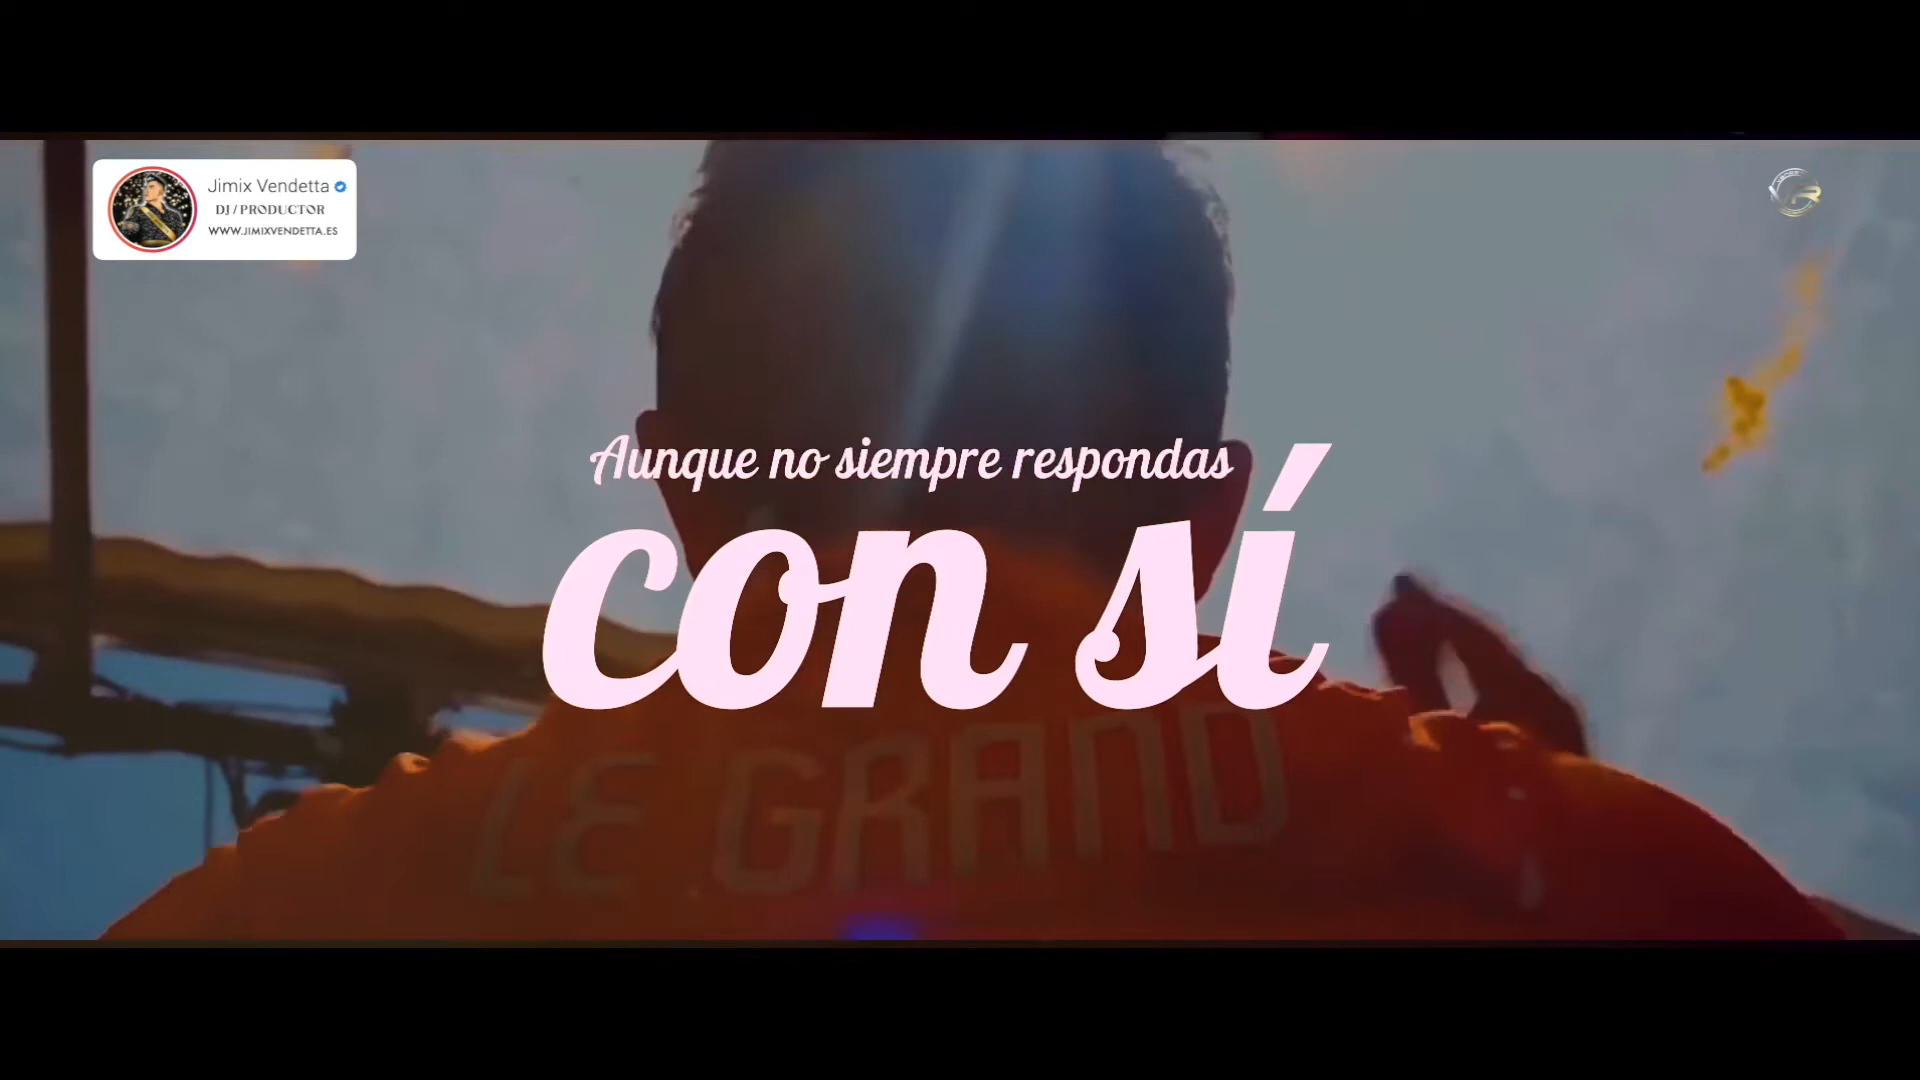 Jimix Vendetta
DJ / PRODUCTOR
WWW.JIMIXVENDETTA.ES
Aunque no siempre respondas
con sí
LE GRAND